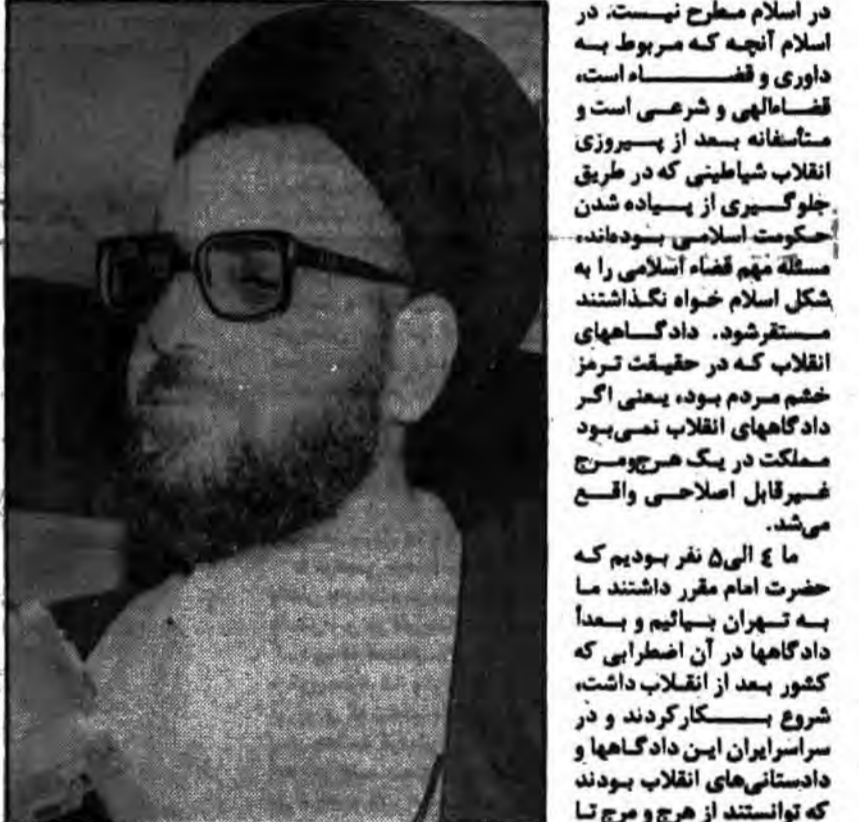 در اسلام مطرح نیست. در
اسلام آنچه که مربوط به
داوری و قضاء است،
قضاءالهی و شرعی است و
متأسفانه بعد از پیروزی
انقلاب شیاطینی که در طریق
جلوگیری از پیاده شدن
حکومت اسلامی بوده‌اند،
مسئله مهم قضاء اسلامی را به
شکل اسلام خواه نگذاشتند
مستقرشود. دادگاههای
انقلاب که در حقیقت ترمز
خشم مردم بود، یعنی اگر
دادگاههای انقلاب نمی‌بود
مملکت در یک هرج‌ومرج
غیرقابل اصلاحی واقع
می‌شد.
ما ٤ الی٥ نفر بودیم که
حضرت امام مقرر داشتند ما
به تهران بیائیم و بعداً
دادگاهها در آن اضطرابی که
کشور بعد از انقلاب داشت،
شروع بکارکردند و در
سراسرایران این دادگاهها و
دادستانی‌های انقلاب بودند
که توانستند از هرج و مرج تا